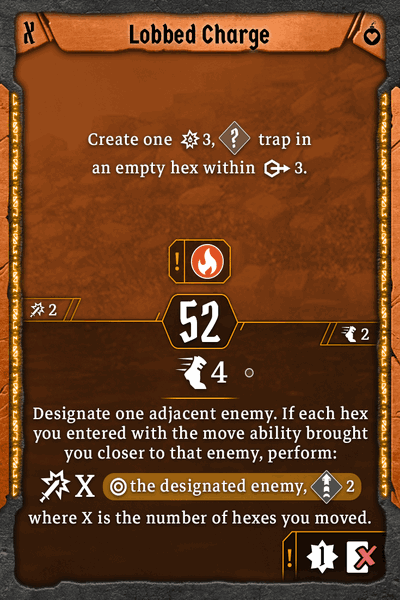 Lobbed Charge
Create one 3, ? trap in
an empty hex within 3.
!
2
52
2
4
Designate one adjacent enemy. If each hex
you entered with the move ability brought
you closer to that enemy, perform:
X the designated enemy, 2
where X is the number of hexes you moved.
! 1